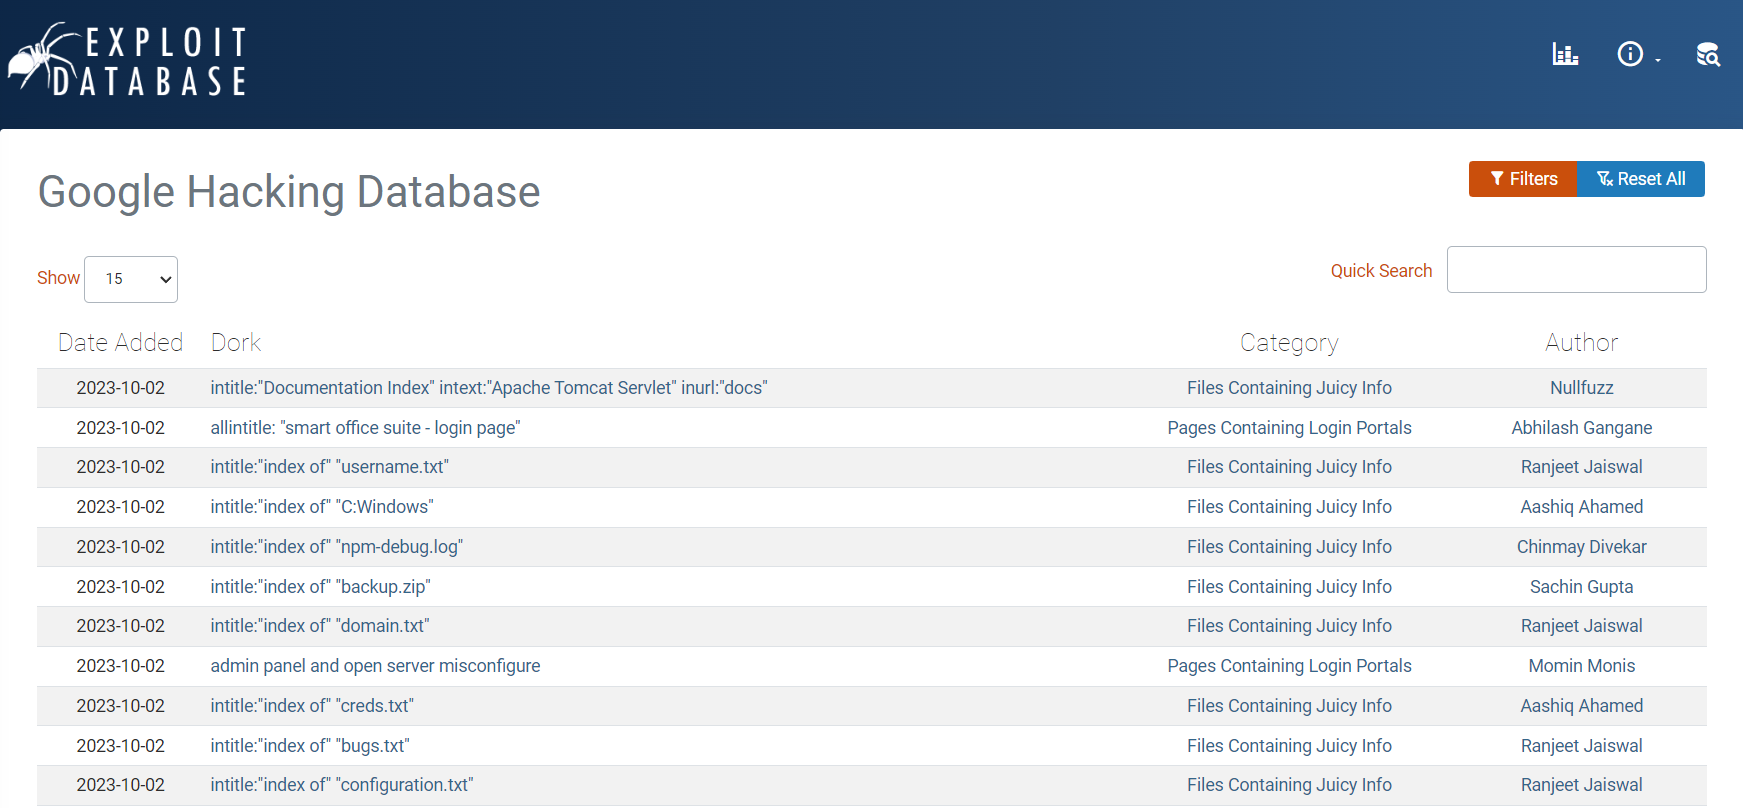 EXPLOIT
DATABASE
Google Hacking Database
Filters Reset All
Show 15 Quick Search
Date Added Dork Category Author
2023-10-02 intitle:"Documentation Index" intext:"Apache Tomcat Servlet" inurl:"docs" Files Containing Juicy Info Nullfuzz
2023-10-02 allintitle: "smart office suite - login page" Pages Containing Login Portals Abhilash Gangane
2023-10-02 intitle:"index of" "username.txt" Files Containing Juicy Info Ranjeet Jaiswal
2023-10-02 intitle:"index of" "C:Windows" Files Containing Juicy Info Aashiq Ahamed
2023-10-02 intitle:"index of" "npm-debug.log" Files Containing Juicy Info Chinmay Divekar
2023-10-02 intitle:"index of" "backup.zip" Files Containing Juicy Info Sachin Gupta
2023-10-02 intitle:"index of" "domain.txt" Files Containing Juicy Info Ranjeet Jaiswal
2023-10-02 admin panel and open server misconfigure Pages Containing Login Portals Momin Monis
2023-10-02 intitle:"index of" "creds.txt" Files Containing Juicy Info Aashiq Ahamed
2023-10-02 intitle:"index of" "bugs.txt" Files Containing Juicy Info Ranjeet Jaiswal
2023-10-02 intitle:"index of" "configuration.txt" Files Containing Juicy Info Ranjeet Jaiswal